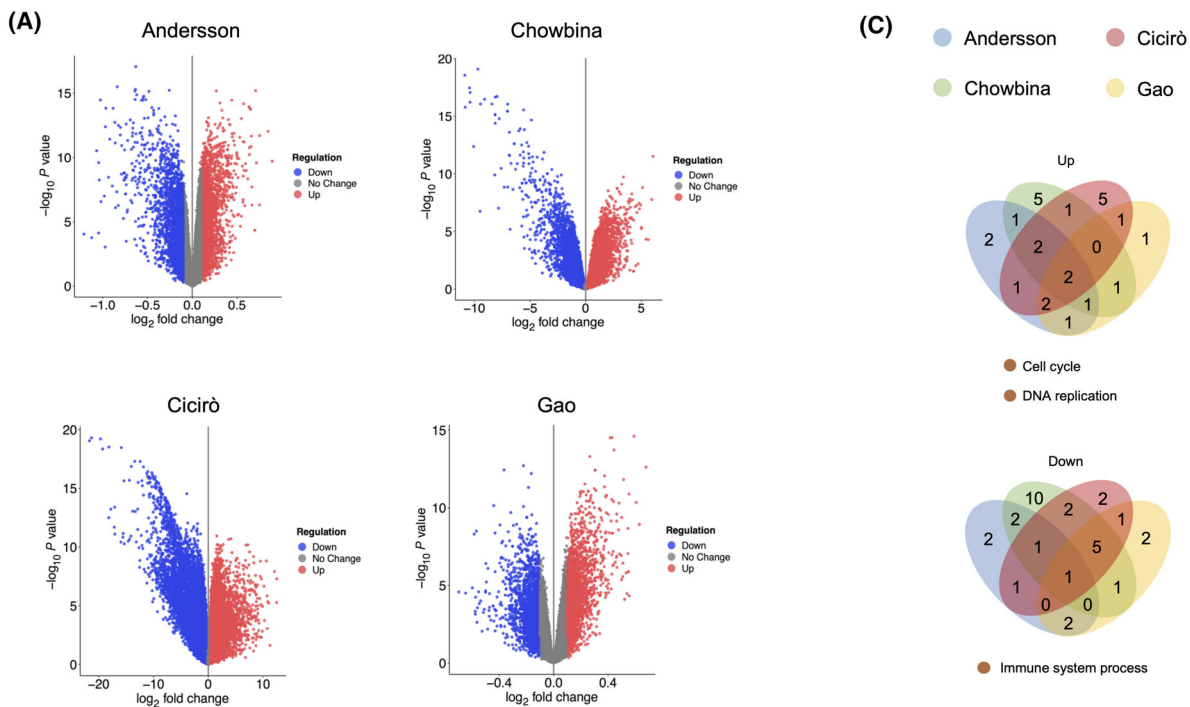 (A)
Andersson
17
15
10
5
0
−log₁₀ P value
−1.0 −0.5 0.0 0.5
log₂ fold change
Regulation
Down
No Change
Up
Chowbina
20
15
10
5
0
−log₁₀ P value
−10 −5 0 5
log₂ fold change
Regulation
Down
No Change
Up
Cicirò
20
15
10
5
0
−log₁₀ P value
−20 −10 0 10
log₂ fold change
Regulation
Down
No Change
Up
Gao
15
10
5
0
−log₁₀ P value
−0.4 0.0 0.4
log₂ fold change
Regulation
Down
No Change
Up
(C)
Andersson
Cicirò
Chowbina
Gao
Up
5 5
1 1 1
2 2 0 1
2
1 2 1 1
1
Cell cycle
DNA replication
Down
10 2 2
2 1
2 1 5 2
1
1 0 0 1
2
Immune system process